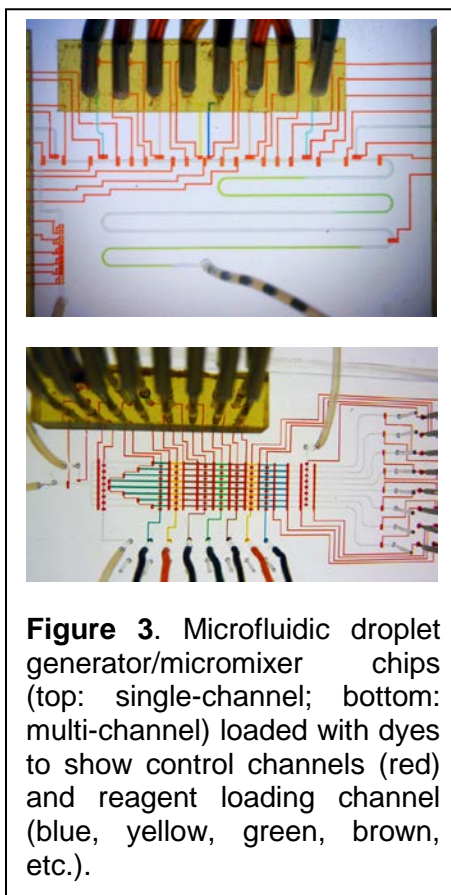 Figure 3. Microfluidic droplet
generator/micromixer chips
(top: single-channel; bottom:
multi-channel) loaded with dyes
to show control channels (red)
and reagent loading channel
(blue, yellow, green, brown,
etc.).